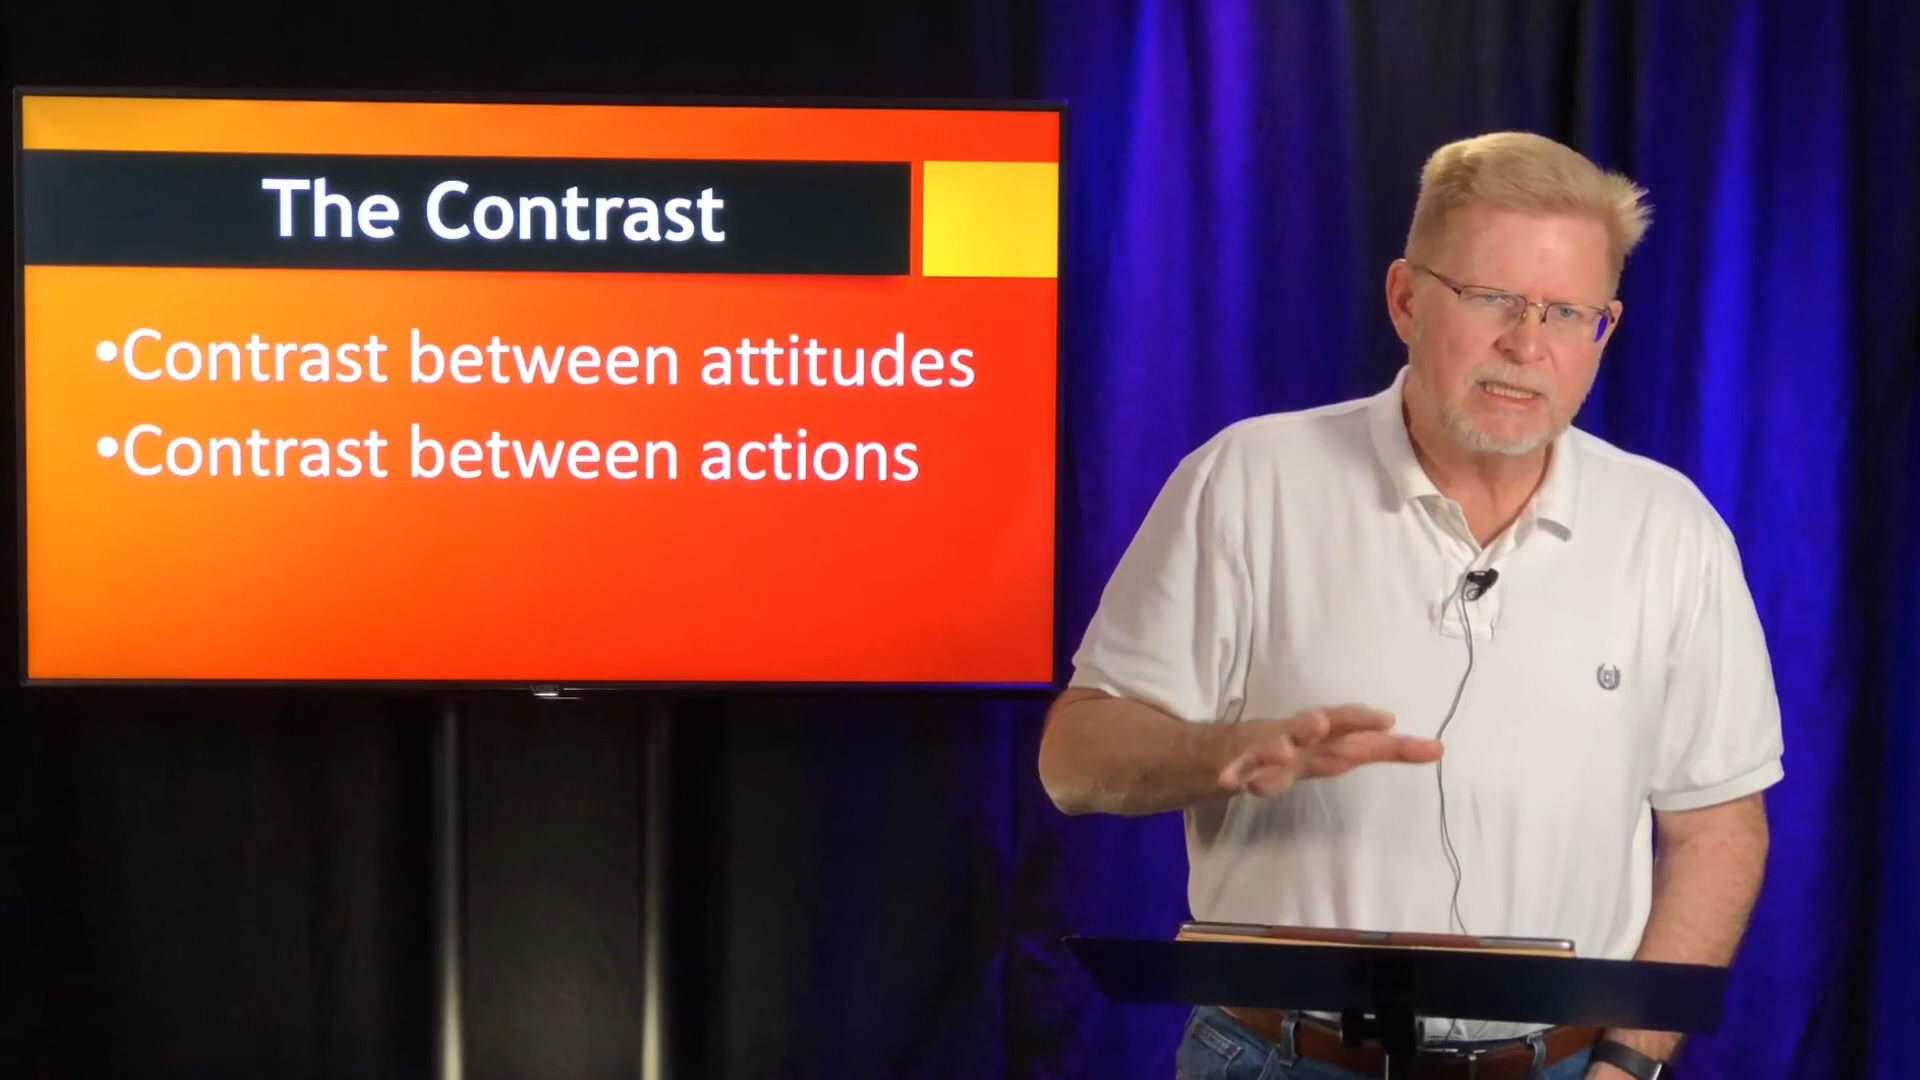 The Contrast
•Contrast between attitudes
•Contrast between actions